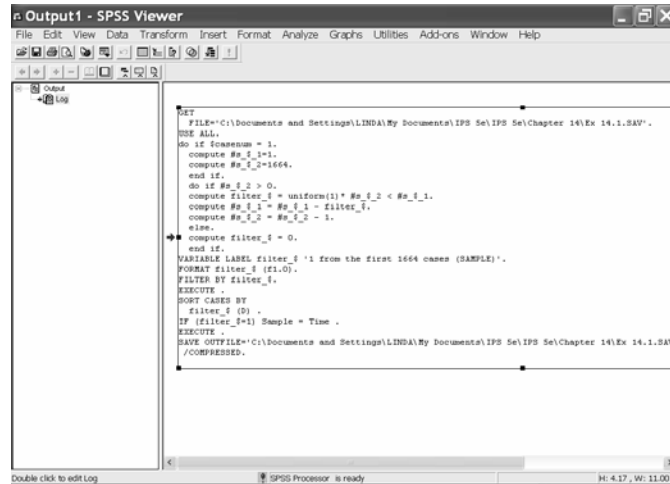 Output1 - SPSS Viewer
File Edit View Data Transform Insert Format Analyze Graphs Utilities Add-ons Window Help
Output
Log
GET
FILE='C:\Documents and Settings\LINDA\My Documents\IPS 5e\IPS 5e\Chapter 14\Ex 14.1.SAV'.
USE ALL.
do if $casenum = 1.
compute #s_$_1=1.
compute #s_$_2=1664.
end if.
do if #s_$_2 > 0.
compute filter_$ = uniform(1)* #s_$_2 < #s_$_1.
compute #s_$_1 = #s_$_1 - filter_$.
compute #s_$_2 = #s_$_2 - 1.
else.
compute filter_$ = 0.
end if.
VARIABLE LABEL filter_$ '1 from the first 1664 cases (SAMPLE)'.
FORMAT filter_$ (f1.0).
FILTER BY filter_$.
EXECUTE .
SORT CASES BY
filter_$ (D) .
IF (filter_$=1) Sample = Time .
EXECUTE .
SAVE OUTFILE='C:\Documents and Settings\LINDA\My Documents\IPS 5e\IPS 5e\Chapter 14\Ex 14.1.SAV
/COMPRESSED.
Double click to edit Log
SPSS Processor is ready
H: 4.17 , W: 11.00